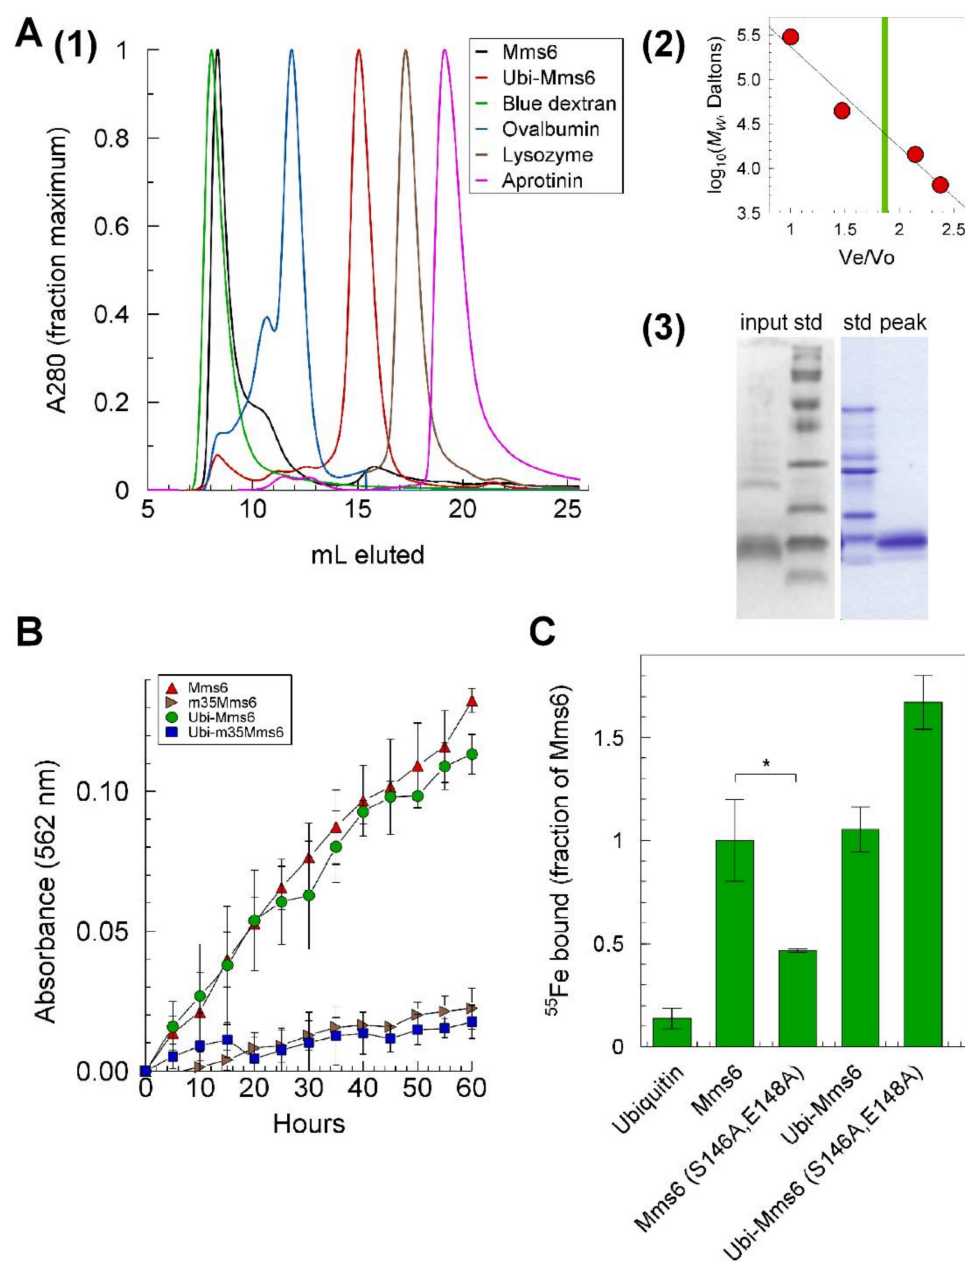 A (1)
1
0.8
0.6
0.4
0.2
0
A280 (fraction maximum)
5 10 15 20 25
mL eluted
Mms6
Ubi-Mms6
Blue dextran
Ovalbumin
Lysozyme
Aprotinin
(2)
5.5
5.0
4.5
4.0
3.5
log10(MW, Daltons)
1 1.5 2 2.5
Ve/Vo
(3)
input std std peak
B
Mms6
m35Mms6
Ubi-Mms6
Ubi-m35Mms6
0.10
0.05
0.00
Absorbance (562 nm)
0 10 20 30 40 50 60
Hours
C
1.5
1
0.5
0
*
55Fe bound (fraction of Mms6)
Ubiquitin
Mms6
Mms6 (S146A,E148A)
Ubi-Mms6
Ubi-Mms6 (S146A,E148A)